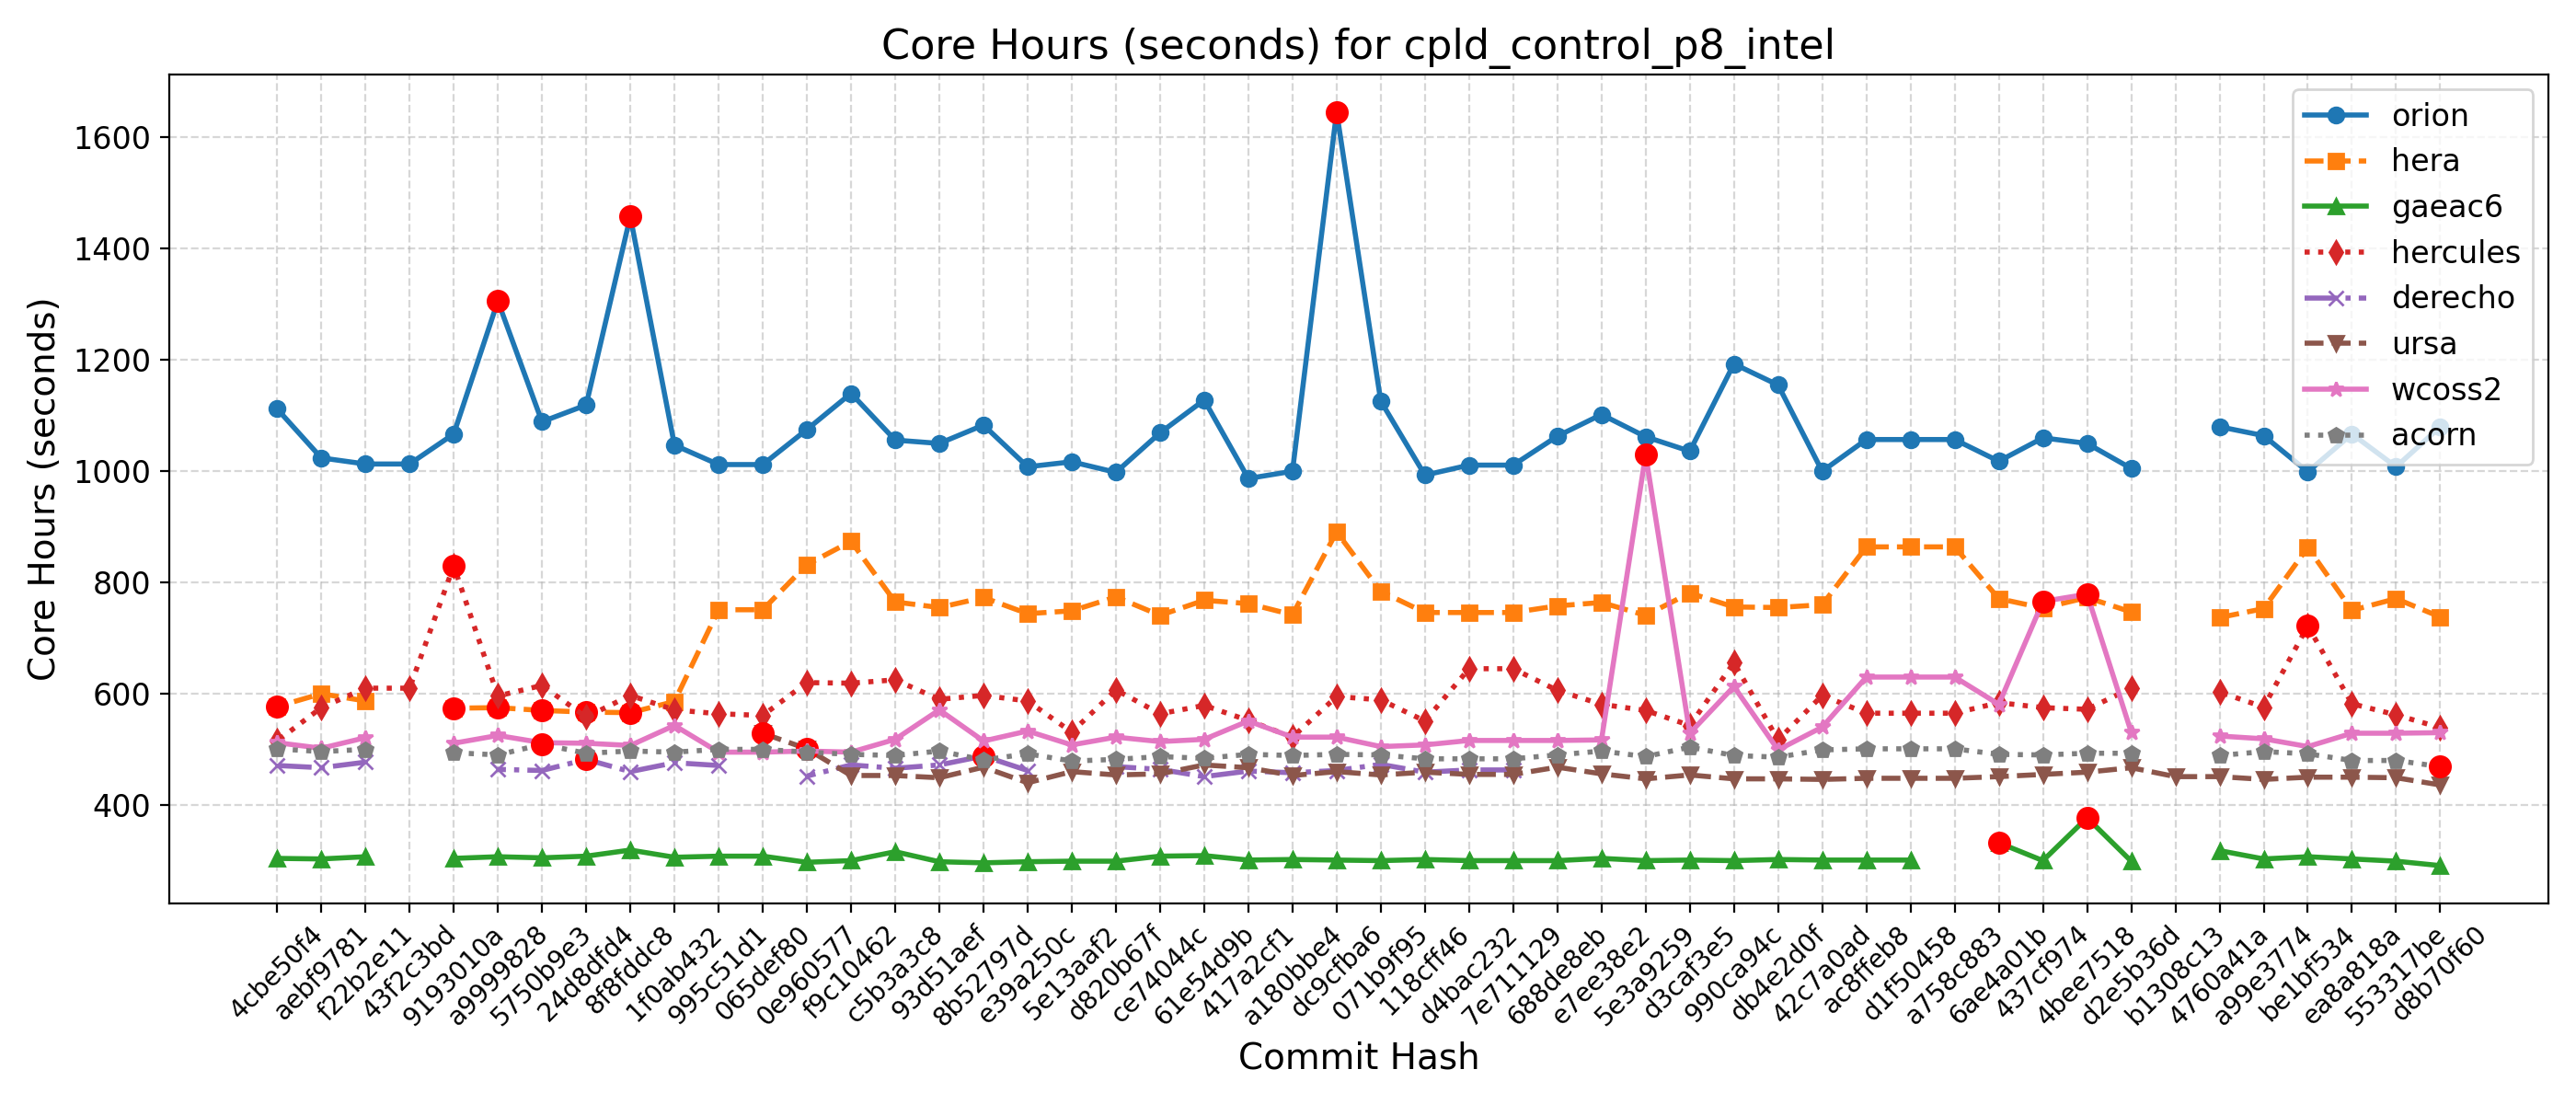 Core Hours (seconds) for cpld_control_p8_intel
Core Hours (seconds)
1600
1400
1200
1000
800
600
400
orion
hera
gaeac6
hercules
derecho
ursa
wcoss2
acorn
4cbe50f4
aebf9781
f22b2e11
43f2c3bd
9193010a
a9999828
5750b9e3
24d8dfd4
8f8fddc8
1f0ab432
995c51d1
065def80
0e960577
f9c10462
c5b3a3c8
93d51aef
8b52797d
e39a250c
5e13aaf2
d820b67f
ce74044c
61e54d9b
417a2cf1
a180bbe4
dc9cfba6
071b9f95
118cff46
d4bac232
7e711129
688de8eb
e7ee38e2
5e3a9259
d3caf3e5
990ca94c
db4e2d0f
42c7a0ad
ac8ffeb8
d1f50458
a758c883
6ae4a01b
437cf974
4bee7518
d2e5b36d
b1308c13
4760a41a
a99e3774
be1bf534
ea8a818a
553317be
d8b70f60
Commit Hash